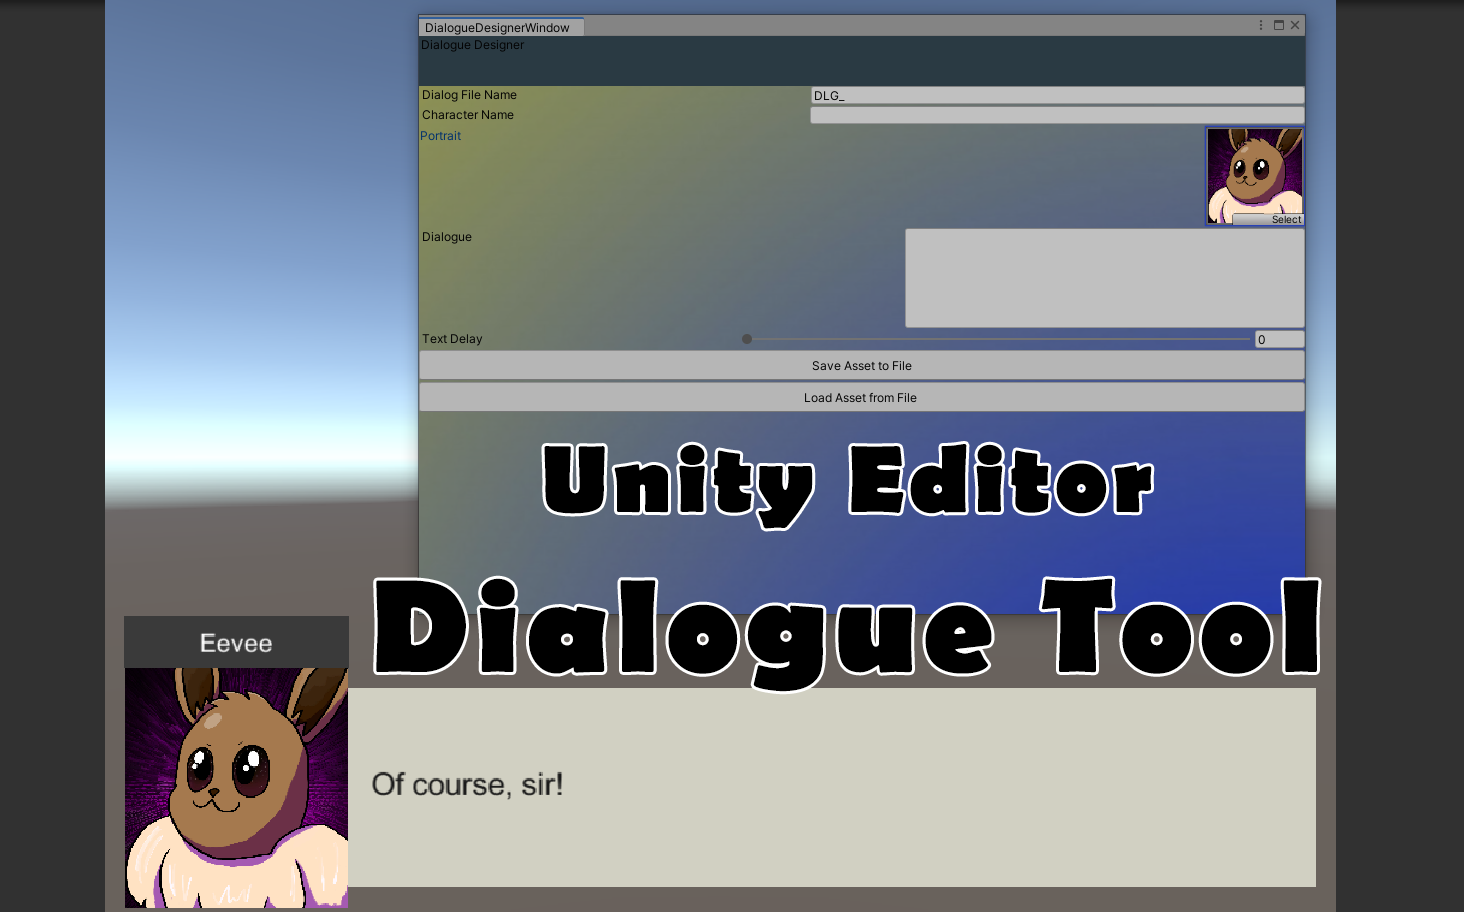 DialogueDesignerWindow
Dialogue Designer
Dialog File Name
DLG_
Character Name
Portrait
Select
Dialogue
Text Delay
0
Save Asset to File
Load Asset from File
Unity Editor
Dialogue Tool
Eevee
Of course, sir!